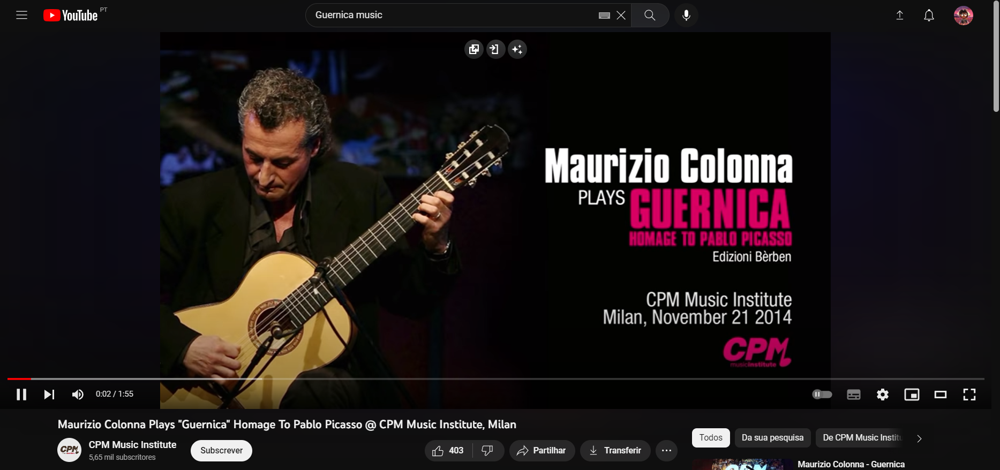 YouTube PT
Guernica music
Maurizio Colonna
PLAYS GUERNICA
HOMAGE TO PABLO PICASSO
Edizioni Bèrben
CPM Music Institute
Milan, November 21 2014
CPM
musicinstitute
0:02 / 1:55
Maurizio Colonna Plays "Guernica" Homage To Pablo Picasso @ CPM Music Institute, Milan
CPM
CPM Music Institute
5,65 mil subscritores
Subscrever
403
Partilhar
Transferir
Todos
Da sua pesquisa
De CPM Music Institu
CPM
Maurizio Colonna - Guernica